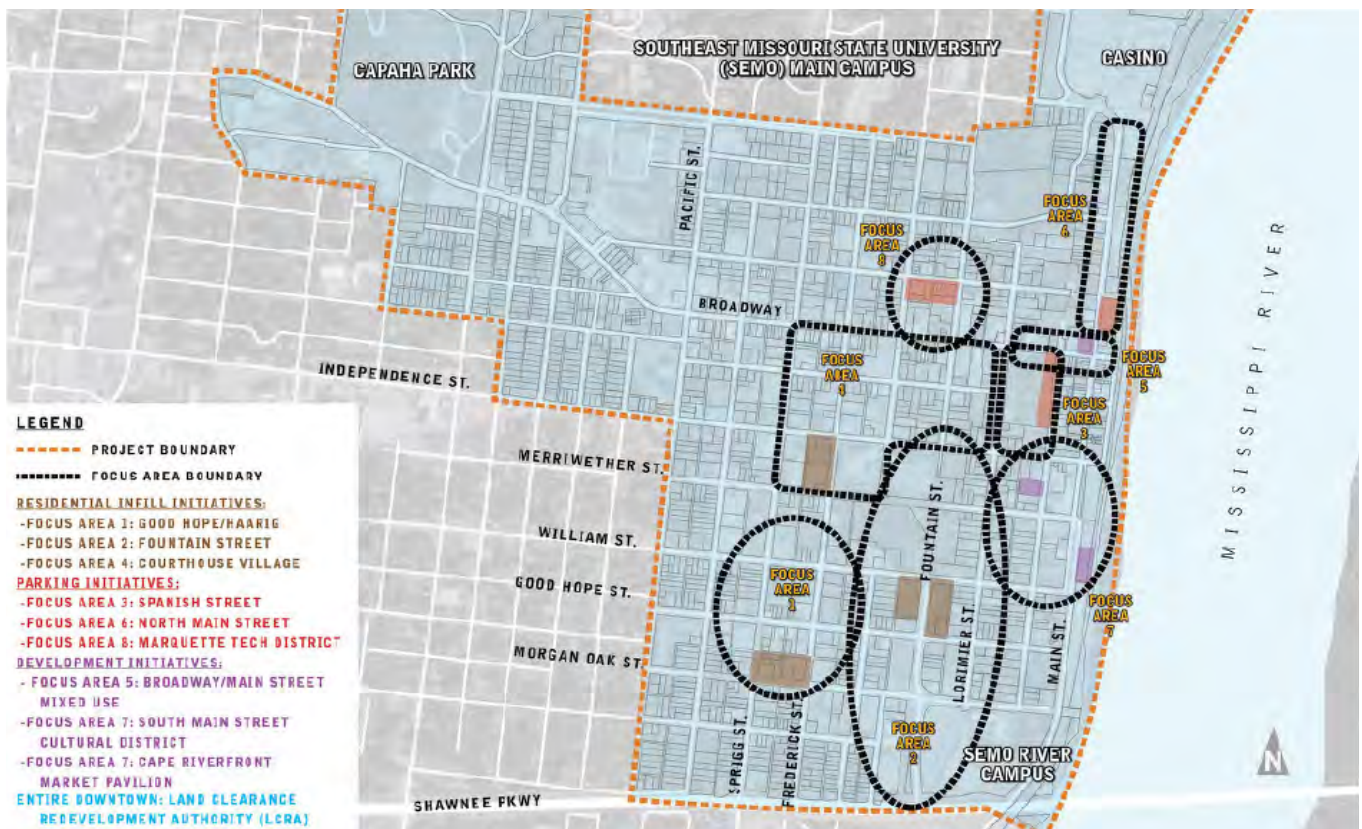 CAPAHA PARK
SOUTHEAST MISSOURI STATE UNIVERSITY
(SEMO) MAIN CAMPUS
CASINO
PACIFIC ST.
FOCUS
AREA
6
FOCUS
AREA
8
BROADWAY
MISSISSIPPI RIVER
FOCUS
AREA
4
FOCUS
AREA
5
INDEPENDENCE ST.
FOCUS
AREA
3
MERRIWETHER ST.
FOUNTAIN ST.
WILLIAM ST.
GOOD HOPE ST.
FOCUS
AREA
1
FOCUS
AREA
7
MORGAN OAK ST.
LORIMIER ST.
MAIN ST.
SPRIGG ST.
FREDERICK ST.
FOCUS
AREA
2
SEMO RIVER
CAMPUS
SHAWNEE PKWY
N
LEGEND
PROJECT BOUNDARY
FOCUS AREA BOUNDARY
RESIDENTIAL INFILL INITIATIVES:
-FOCUS AREA 1: GOOD HOPE/HAARIG
-FOCUS AREA 2: FOUNTAIN STREET
-FOCUS AREA 4: COURTHOUSE VILLAGE
PARKING INITIATIVES:
-FOCUS AREA 3: SPANISH STREET
-FOCUS AREA 6: NORTH MAIN STREET
-FOCUS AREA 8: MARQUETTE TECH DISTRICT
DEVELOPMENT INITIATIVES:
- FOCUS AREA 5: BROADWAY/MAIN STREET
MIXED USE
-FOCUS AREA 7: SOUTH MAIN STREET
CULTURAL DISTRICT
-FOCUS AREA 7: CAPE RIVERFRONT
MARKET PAVILION
ENTIRE DOWNTOWN: LAND CLEARANCE
REDEVELOPMENT AUTHORITY (LCRA)